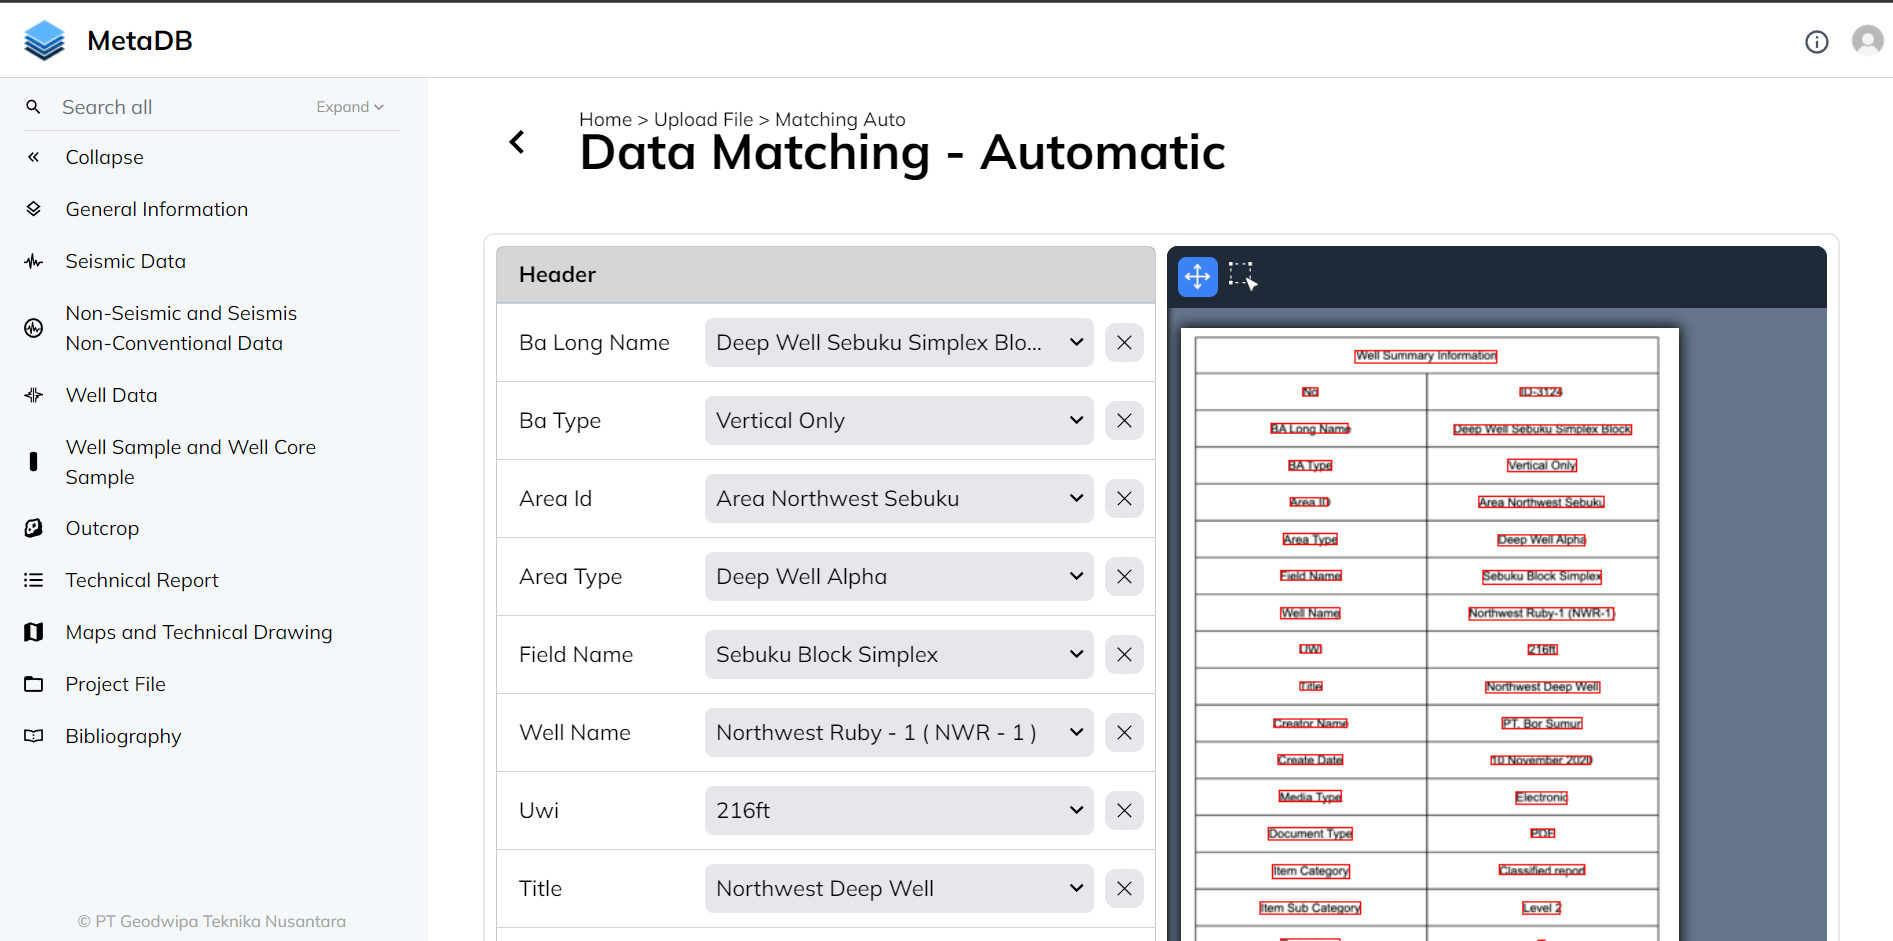 MetaDB
Search all
Expand
Collapse
General Information
Seismic Data
Non-Seismic and Seismis
Non-Conventional Data
Well Data
Well Sample and Well Core
Sample
Outcrop
Technical Report
Maps and Technical Drawing
Project File
Bibliography
© PT Geodwipa Teknika Nusantara
Home > Upload File > Matching Auto
Data Matching - Automatic
Header
Ba Long Name Deep Well Sebuku Simplex Blo...
Ba Type Vertical Only
Area Id Area Northwest Sebuku
Area Type Deep Well Alpha
Field Name Sebuku Block Simplex
Well Name Northwest Ruby - 1 ( NWR - 1 )
Uwi 216ft
Title Northwest Deep Well
Well Summary Information
No ID-3124
BA Long Name Deep Well Sebuku Simplex Block
BA Type Vertical Only
Area ID Area Northwest Sebuku
Area Type Deep Well Alpha
Field Name Sebuku Block Simplex
Well Name Northwest Ruby-1 (NWR-1)
UWI 216ft
Title Northwest Deep Well
Creator Name PT. Bor Sumur
Create Date 10 November 2020
Media Type Electronic
Document Type PDF
Item Category Classified report
Item Sub Category Level 2